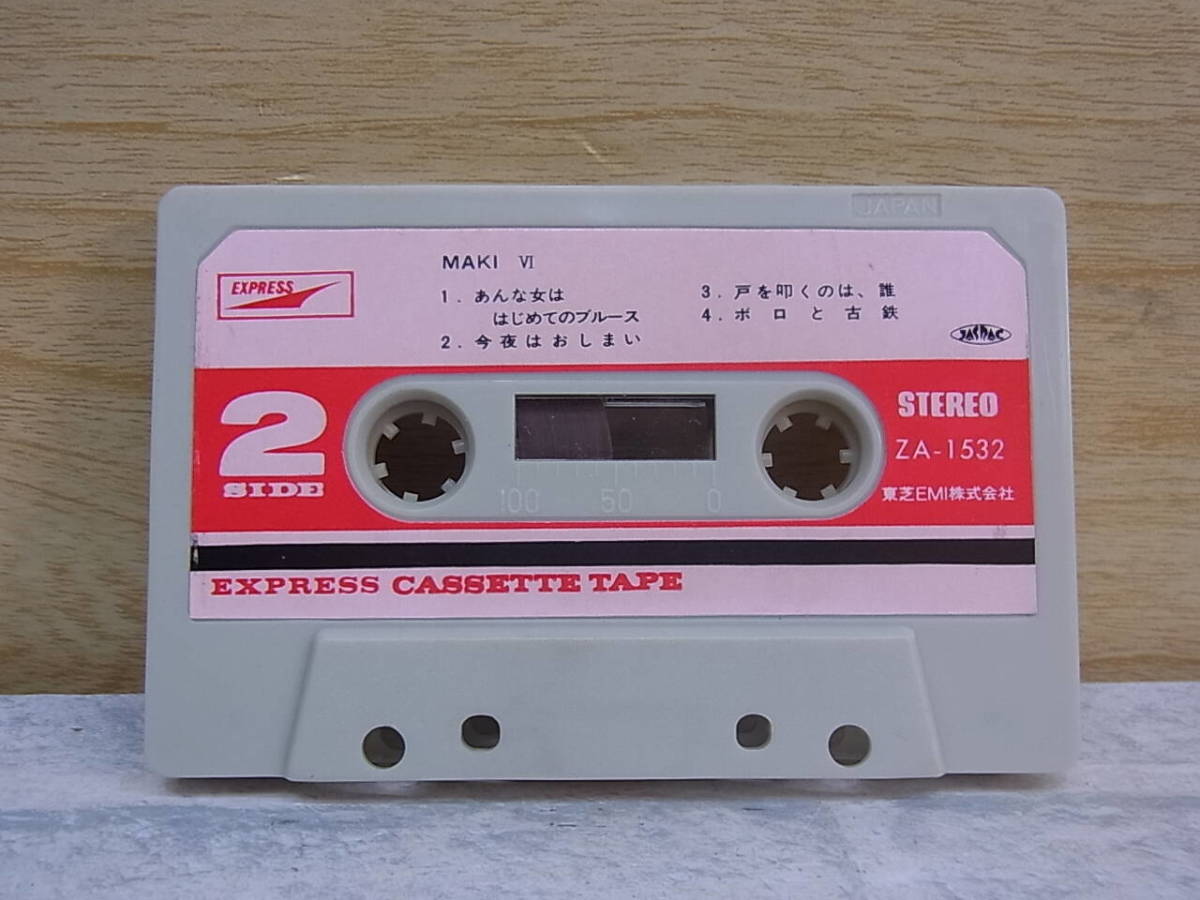 JAPAN
EXPRESS
MAKI Ⅵ
1. あんな女は
はじめてのブルース
2. 今夜はおしまい
3. 戸を叩くのは、誰
4. ボロと古鉄
JASRAC
2
SIDE
STEREO
ZA-1532
東芝EMI株式会社
100 50 0
EXPRESS CASSETTE TAPE